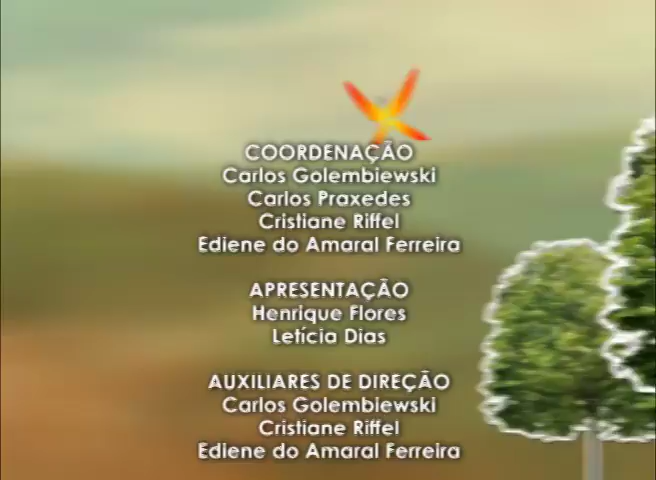 COORDENAÇÃO
Carlos Golembiewski
Carlos Praxedes
Cristiane Riffel
Ediene do Amaral Ferreira
APRESENTAÇÃO
Henrique Flores
Letícia Dias
AUXILIARES DE DIREÇÃO
Carlos Golembiewski
Cristiane Riffel
Ediene do Amaral Ferreira